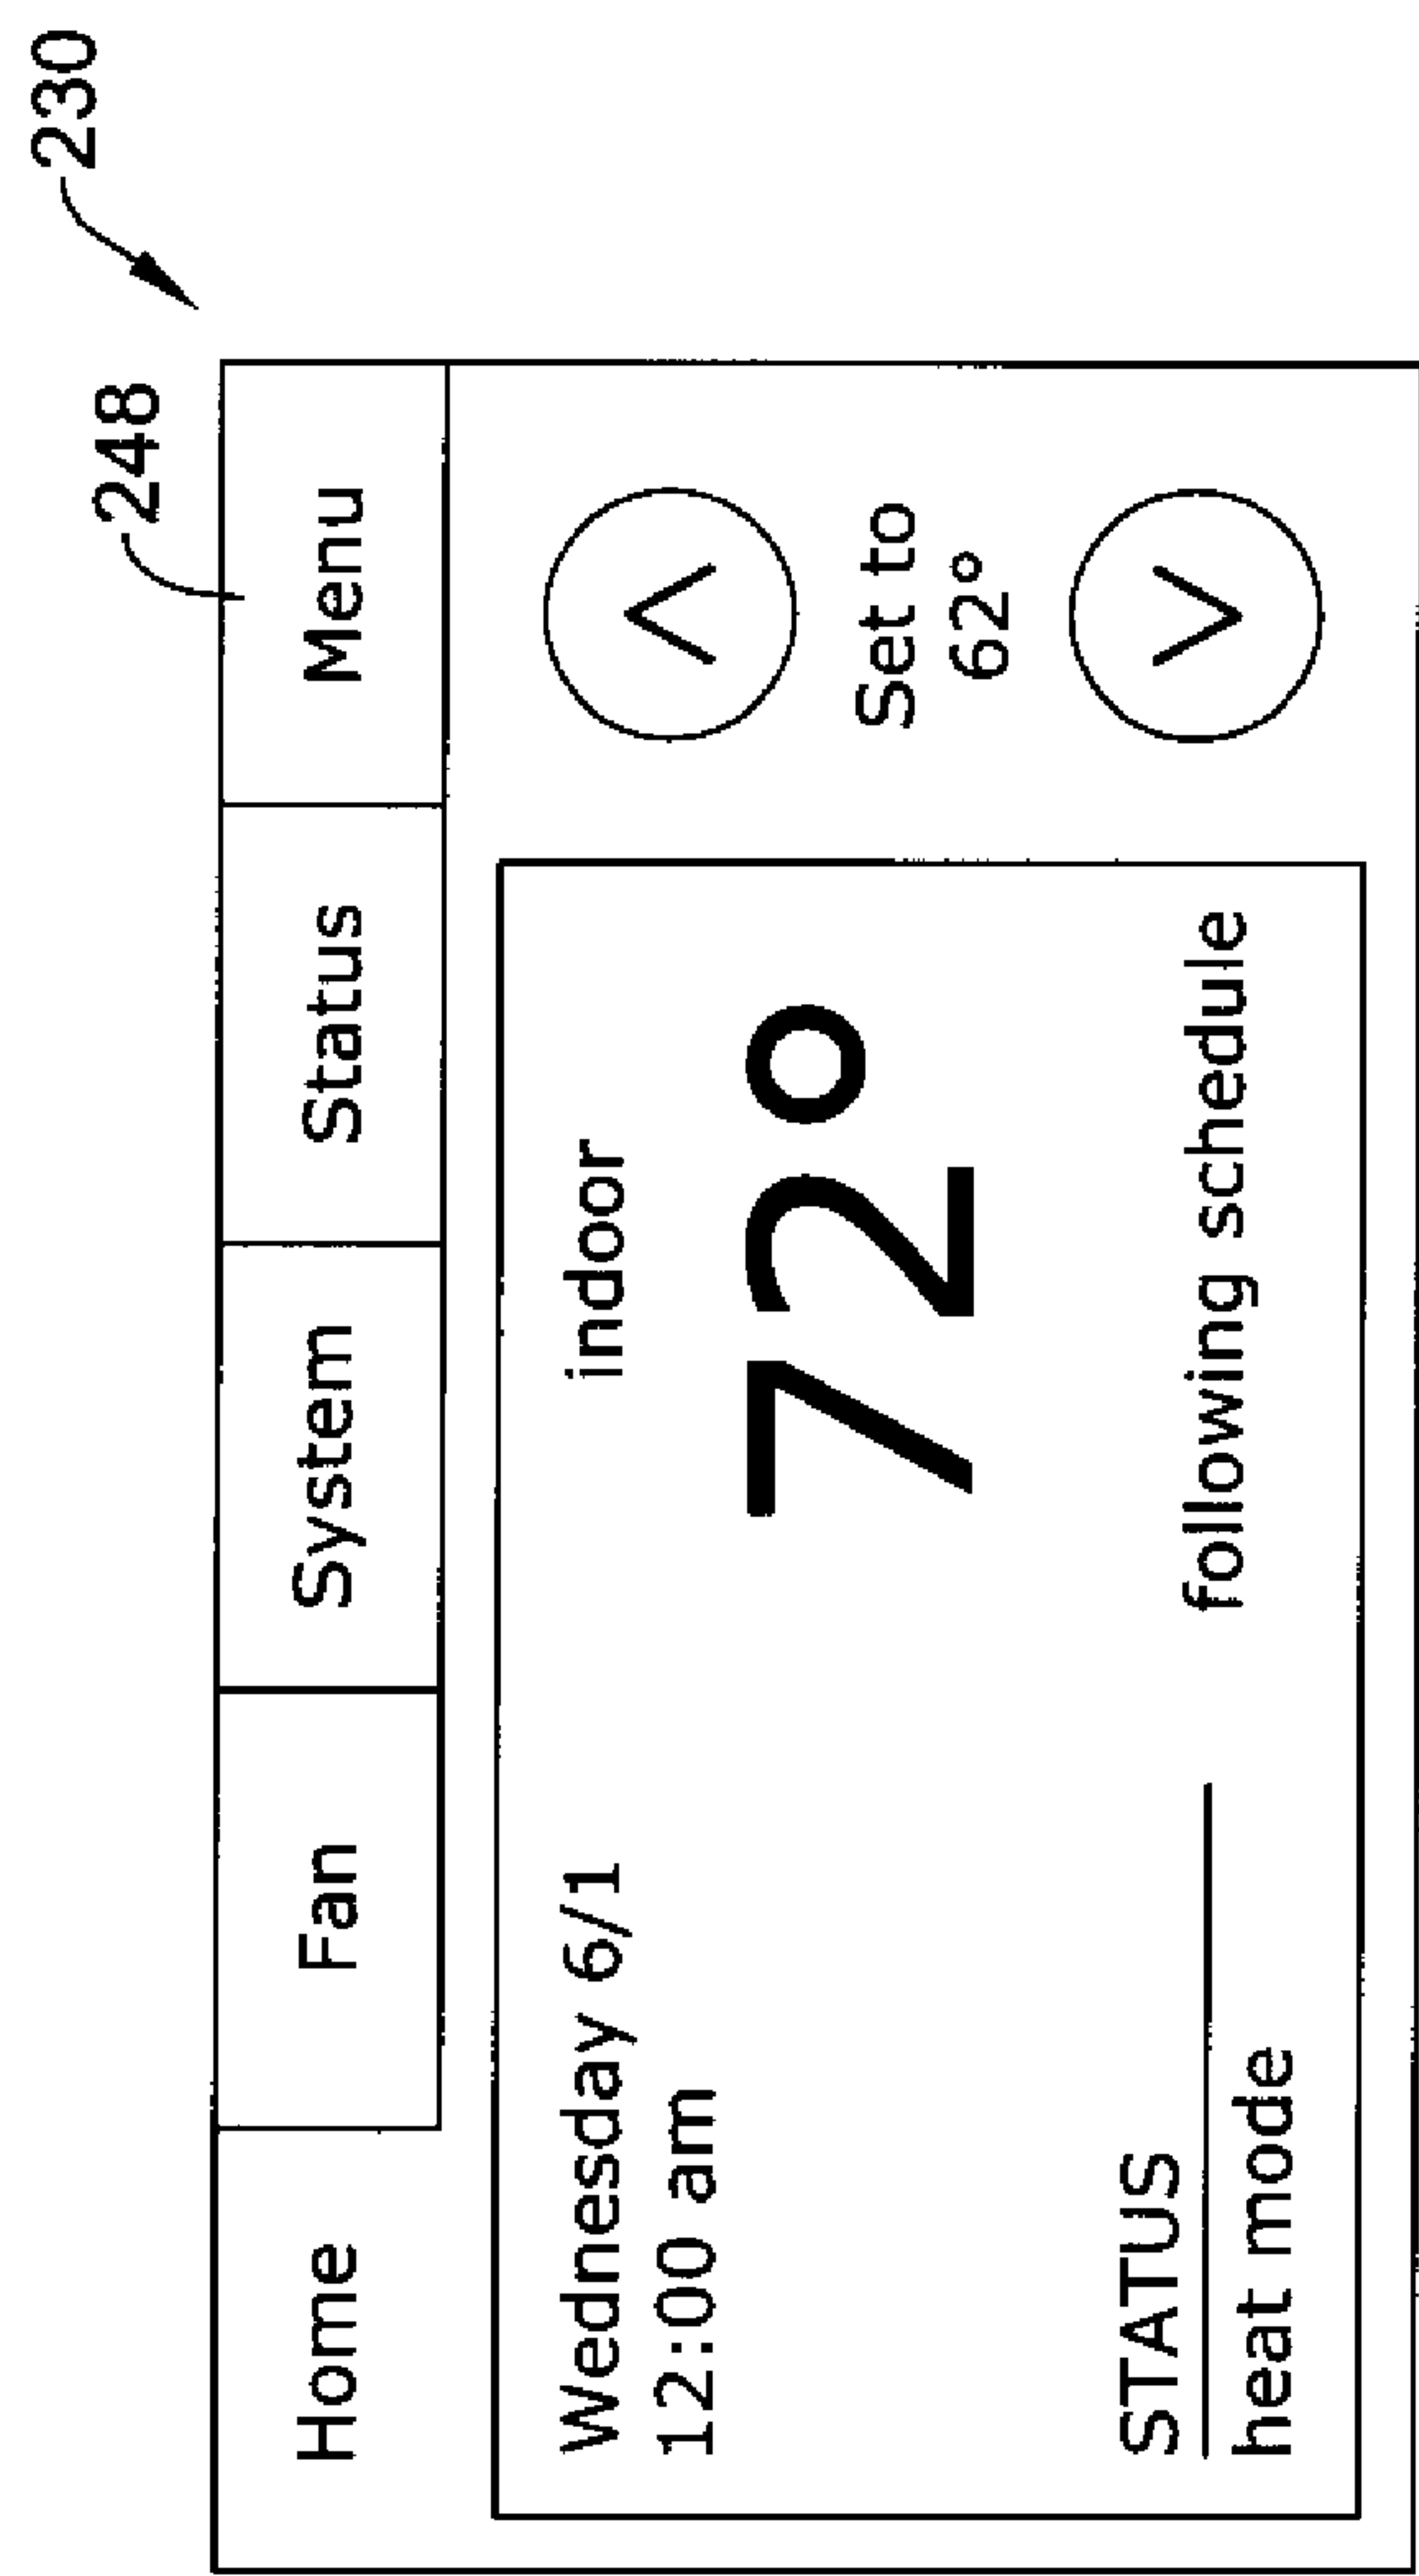 230
248
Home Fan System Status Menu
Wednesday 6/1
12:00 am
indoor
72°
STATUS
heat mode
following schedule
Set to
62°